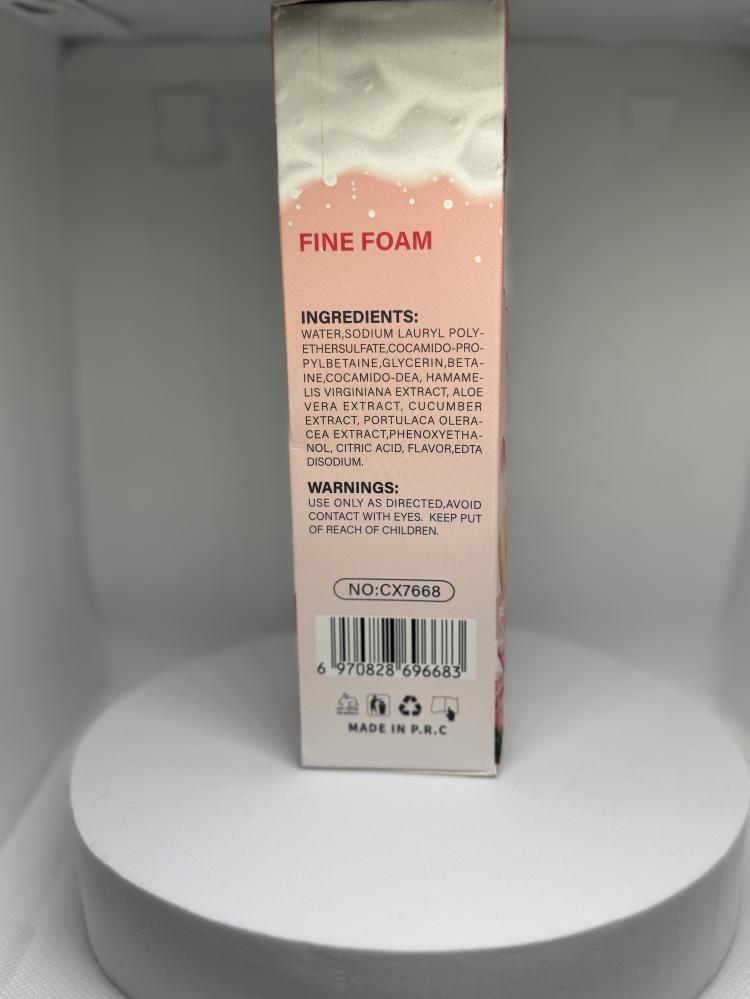 FINE FOAM
INGREDIENTS:
WATER,SODIUM LAURYL POLY-
ETHERSULFATE,COCAMIDO-PRO-
PYLBETAINE,GLYCERIN,BETA-
INE,COCAMIDO-DEA, HAMAME-
LIS VIRGINIANA EXTRACT, ALOE
VERA EXTRACT, CUCUMBER
EXTRACT, PORTULACA OLERA-
CEA EXTRACT,PHENOXYETHA-
NOL, CITRIC ACID, FLAVOR,EDTA
DISODIUM.
WARNINGS:
USE ONLY AS DIRECTED,AVOID
CONTACT WITH EYES. KEEP PUT
OF REACH OF CHILDREN.
NO:CX7668
6 970828 696683
MADE IN P.R.C